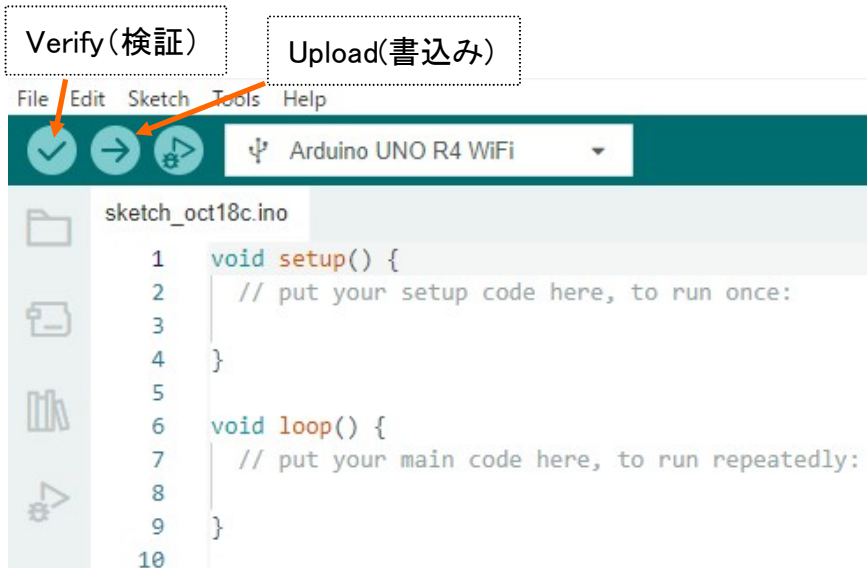 Verify（検証）
Upload(書込み）
File Edit Sketch Tools Help
Arduino UNO R4 WiFi
sketch_oct18c.ino
1 void setup() {
2 // put your setup code here, to run once:
3
4 }
5
6 void loop() {
7 // put your main code here, to run repeatedly:
8
9 }
10